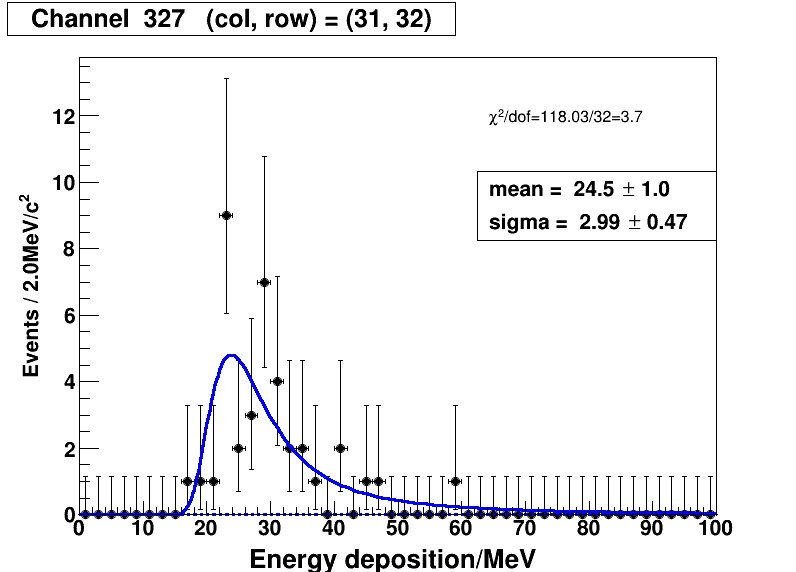 Channel 327 (col, row) = (31, 32)
χ²/dof=118.03/32=3.7
mean = 24.5 ± 1.0
sigma = 2.99 ± 0.47
Events / 2.0MeV/c²
12
10
8
6
4
2
0
0 10 20 30 40 50 60 70 80 90 100
Energy deposition/MeV